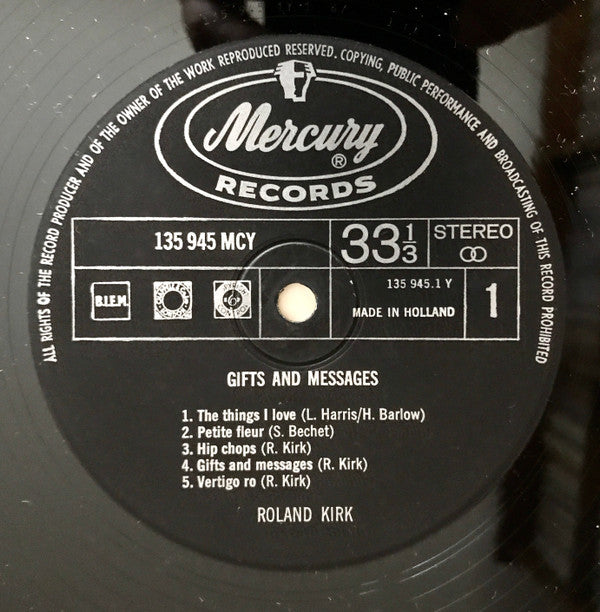 ALL RIGHTS OF THE RECORD PRODUCER AND OF THE OWNER OF THE WORK REPRODUCED RESERVED. COPYING, PUBLIC PERFORMANCE AND BROADCASTING OF THIS RECORD PROHIBITED
Mercury ®
RECORDS
135 945 MCY
33 1/3
STEREO
B.I.E.M.
135 945.1 Y
MADE IN HOLLAND
1
GIFTS AND MESSAGES
1. The things I love (L. Harris/H. Barlow)
2. Petite fleur (S. Bechet)
3. Hip chops (R. Kirk)
4. Gifts and messages (R. Kirk)
5. Vertigo ro (R. Kirk)
ROLAND KIRK